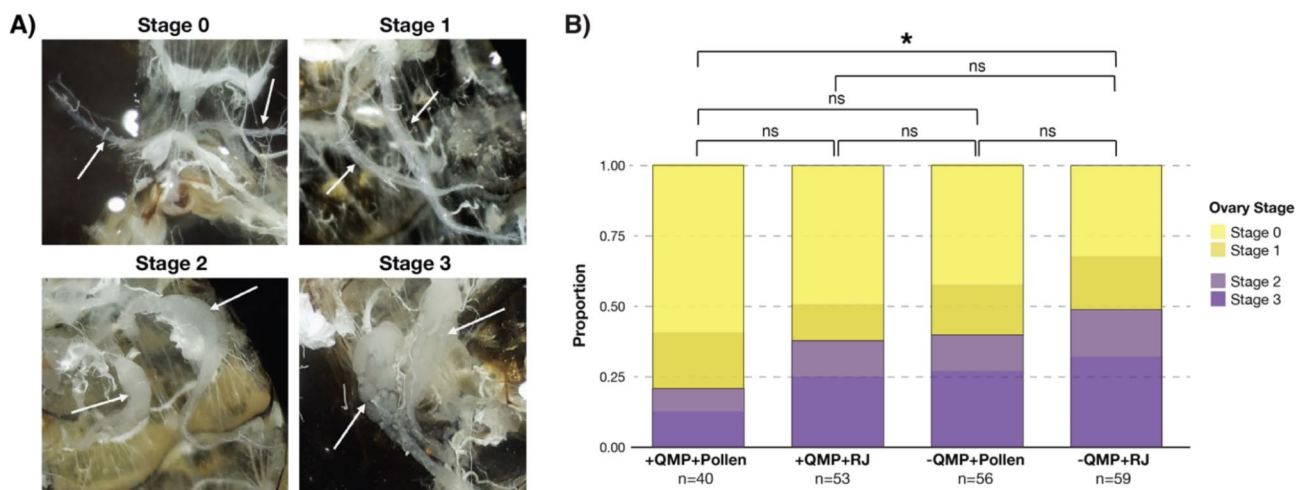 A)
Stage 0
Stage 1
Stage 2
Stage 3
B)
*
ns
ns
ns
ns
ns
1.00
0.75
0.50
0.25
0.00
Proportion
+QMP+Pollen
n=40
+QMP+RJ
n=53
-QMP+Pollen
n=56
-QMP+RJ
n=59
Ovary Stage
Stage 0
Stage 1
Stage 2
Stage 3